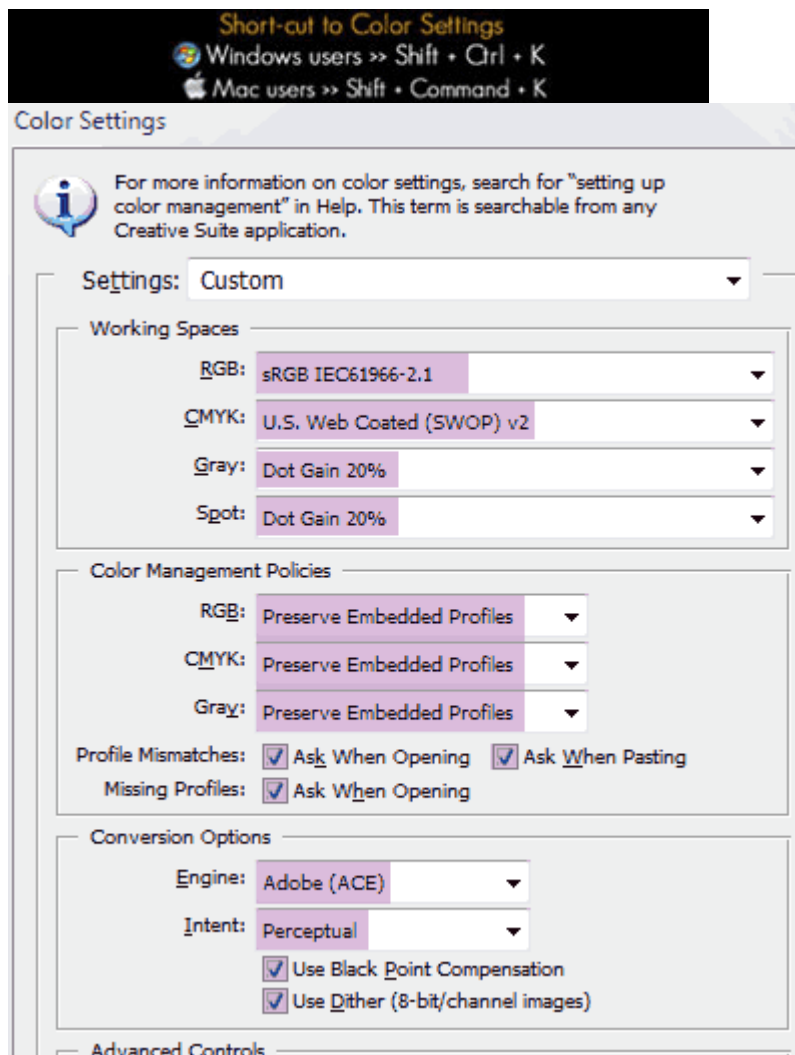 Short-cut to Color Settings
Windows users >> Shift + Ctrl + K
Mac users >> Shift + Command + K
Color Settings
For more information on color settings, search for "setting up
color management" in Help. This term is searchable from any
Creative Suite application.
Settings: Custom
Working Spaces
RGB: sRGB IEC61966-2.1
CMYK: U.S. Web Coated (SWOP) v2
Gray: Dot Gain 20%
Spot: Dot Gain 20%
Color Management Policies
RGB: Preserve Embedded Profiles
CMYK: Preserve Embedded Profiles
Gray: Preserve Embedded Profiles
Profile Mismatches: Ask When Opening Ask When Pasting
Missing Profiles: Ask When Opening
Conversion Options
Engine: Adobe (ACE)
Intent: Perceptual
Use Black Point Compensation
Use Dither (8-bit/channel images)
Advanced Controls